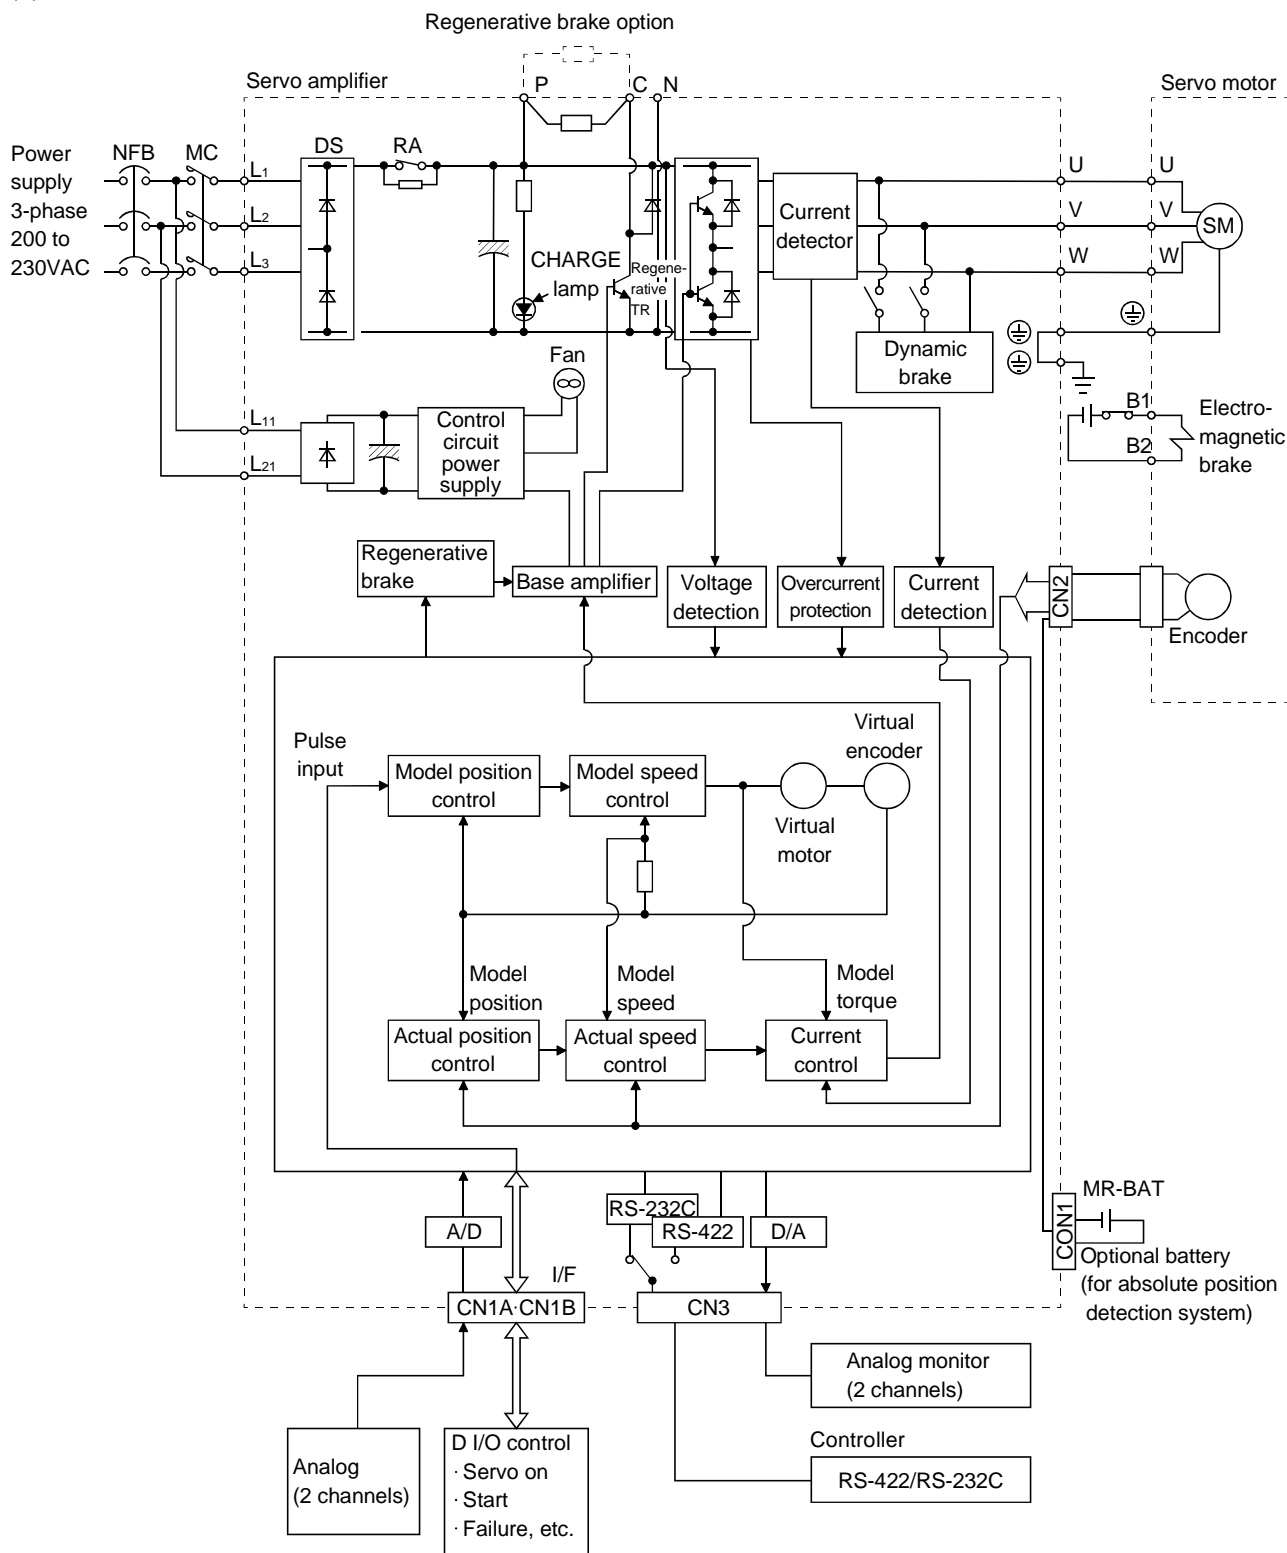 Regenerative brake option
Servo amplifier
P
C
N
Servo motor
Power
supply
3-phase
200 to
230VAC
NFB
MC
L1
L2
L3
DS
RA
CHARGE
lamp
Regene-
rative
TR
Current
detector
U
V
W
U
V
W
SM
Dynamic
brake
Fan
L11
L21
Control
circuit
power
supply
B1
B2
Electro-
magnetic
brake
Regenerative
brake
Base amplifier
Voltage
detection
Overcurrent
protection
Current
detection
CN2
Encoder
Pulse
input
Model position
control
Model speed
control
Virtual
encoder
Virtual
motor
Model
position
Model
speed
Model
torque
Actual position
control
Actual speed
control
Current
control
A/D
RS-232C
RS-422
D/A
I/F
CN1A·CN1B
CN3
CON1
MR-BAT
Optional battery
(for absolute position
detection system)
Analog
(2 channels)
D I/O control
· Servo on
· Start
· Failure, etc.
Analog monitor
(2 channels)
Controller
RS-422/RS-232C